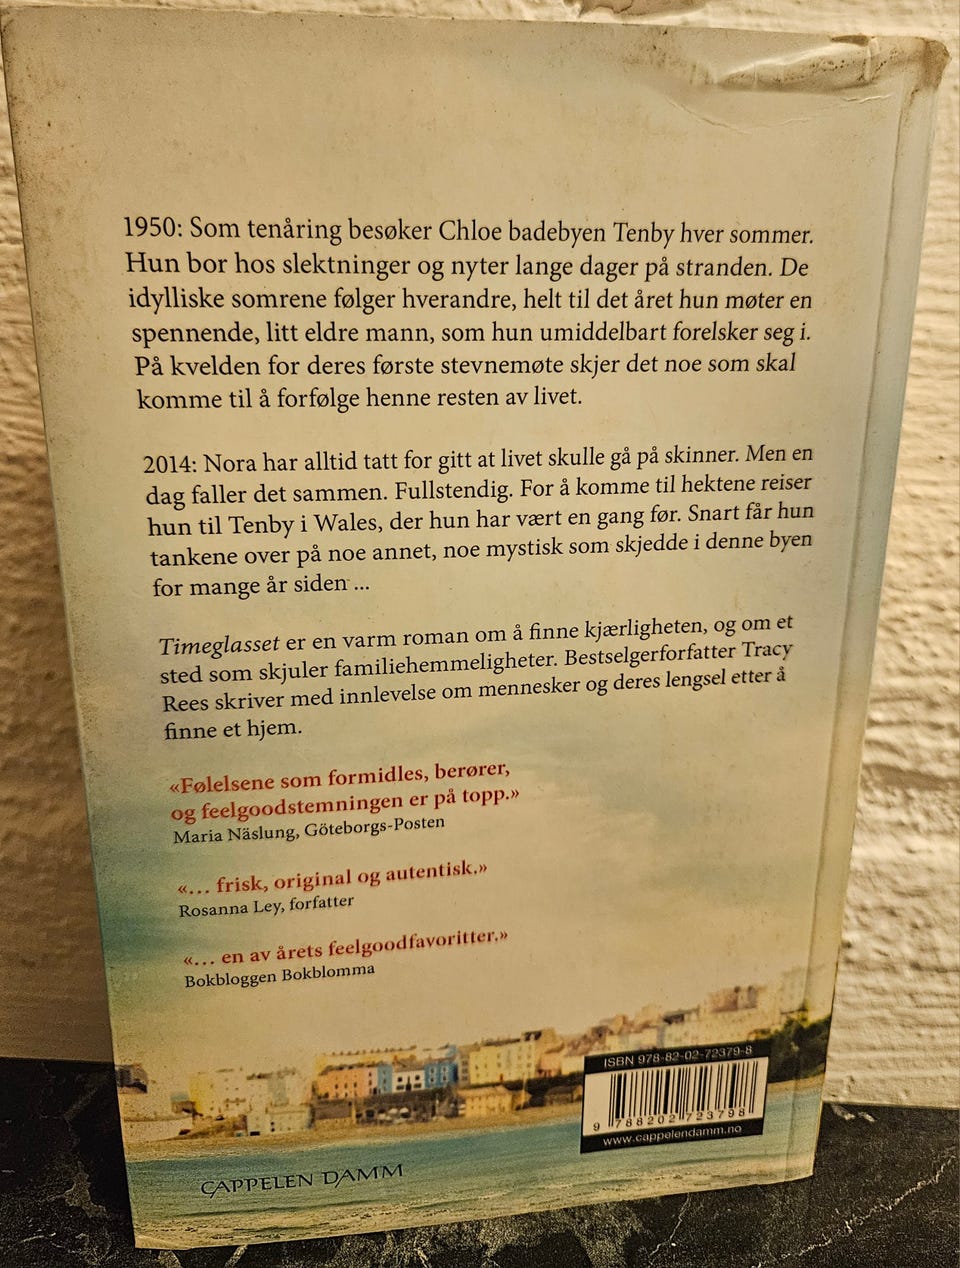 1950: Som tenåring besøker Chloe badebyen Tenby hver sommer.
Hun bor hos slektninger og nyter lange dager på stranden. De
idylliske somrene følger hverandre, helt til det året hun møter en
spennende, litt eldre mann, som hun umiddelbart forelsker seg i.
På kvelden for deres første stevnemøte skjer det noe som skal
komme til å forfølge henne resten av livet.
2014: Nora har alltid tatt for gitt at livet skulle gå på skinner. Men en
dag faller det sammen. Fullstendig. For å komme til hektene reiser
hun til Tenby i Wales, der hun har vært en gang før. Snart får hun
tankene over på noe annet, noe mystisk som skjedde i denne byen
for mange år siden ...
Timeglasset er en varm roman om å finne kjærligheten, og om et
sted som skjuler familiehemmeligheter. Bestselgerforfatter Tracy
Rees skriver med innlevelse om mennesker og deres lengsel etter å
finne et hjem.
«Følelsene som formidles, berører,
og feelgoodstemningen er på topp.»
Maria Näslung, Göteborgs-Posten
«... frisk, original og autentisk.»
Rosanna Ley, forfatter
«... en av årets feelgoodfavoritter.»
Bokbloggen Bokblomma
ISBN 978-82-02-72379-8
9 788202 723798
www.cappelendamm.no
CAPPELEN DAMM